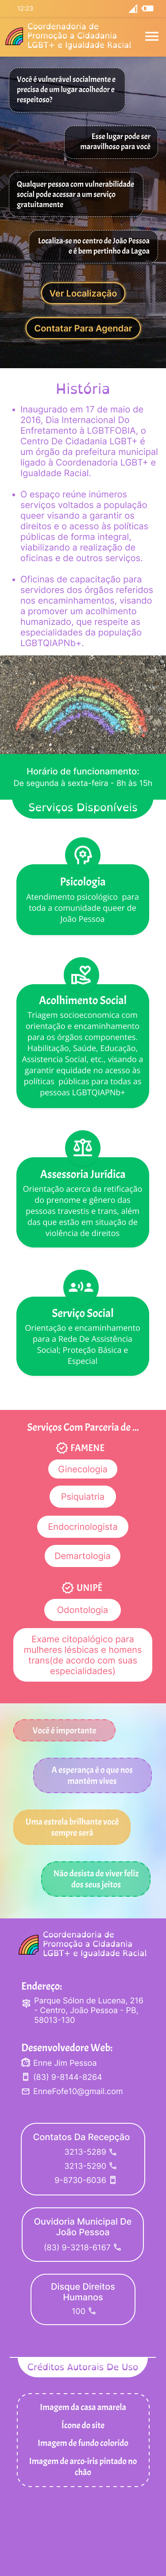 12:23
Coordenadoria de
Promoção a Cidadania
LGBT+ e Igualdade Racial
Você é vulnerável socialmente e
precisa de um lugar acolhedor e
respeitoso?
Esse lugar pode ser
maravilhoso para você
Qualquer pessoa com vulnerabilidade
social pode acessar a um serviço
gratuitamente
Localiza-se no centro de João Pessoa
e é bem pertinho da Lagoa
Ver Localização
Contatar Para Agendar
História
• Inaugurado em 17 de maio de
2016, Dia Internacional Do
Enfretamento à LGBTFOBIA, o
Centro De Cidadania LGBT+ é
um órgão da prefeitura municipal
ligado à Coordenadoria LGBT+ e
Igualdade Racial.
• O espaço reúne inúmeros
serviços voltados a população
queer visando a garantir os
direitos e o acesso às políticas
públicas de forma integral,
viabilizando a realização de
oficinas e de outros serviços.
• Oficinas de capacitação para
servidores dos órgãos referidos
nos encaminhamentos, visando
a promover um acolhimento
humanizado, que respeite as
especialidades da população
LGBTQIAPNb+.
Horário de funcionamento:
De segunda à sexta-feira - 8h às 15h
Serviços Disponíveis
Psicologia
Atendimento psicológico para
toda a comunidade queer de
João Pessoa
Acolhimento Social
Triagem socioeconomica com
orientação e encaminhamento
para os órgãos competentes.
Habilitação, Saúde, Educação,
Assistencia Social, etc., visando a
garantir equidade no acesso às
políticas públicas para todas as
pessoas LGBTQIAPNb+
Assessoria Jurídica
Orientação acerca da retificação
do prenome e gênero das
pessoas travestis e trans, além
das que estão em situação de
violência de direitos
Serviço Social
Orientação e encaminhamento
para a Rede De Assistência
Social; Proteção Básica e
Especial
Serviços Com Parceria de ...
FAMENE
Ginecologia
Psiquiatria
Endocrinologista
Demartologia
UNIPÊ
Odontologia
Exame citopalógico para
mulheres lésbicas e homens
trans(de acordo com suas
especialidades)
Você é importante
A esperança é o que nos
mantém vives
Uma estrela brilhante você
sempre será
Não desista de viver feliz
dos seus jeitos
Coordenadoria de
Promoção a Cidadania
LGBT+ e Igualdade Racial
Endereço:
Parque Sólon de Lucena, 216
- Centro, João Pessoa - PB,
58013-130
Desenvolvedore Web:
Enne Jim Pessoa
(83) 9-8144-8264
EnneFofe10@gmail.com
Contatos Da Recepção
3213-5289
3213-5290
9-8730-6036
Ouvidoria Municipal De
João Pessoa
(83) 9-3218-6167
Disque Direitos
Humanos
100
Créditos Autorais De Uso
Imagem da casa amarela
Ícone do site
Imagem de fundo colorido
Imagem de arco-iris pintado no
chão